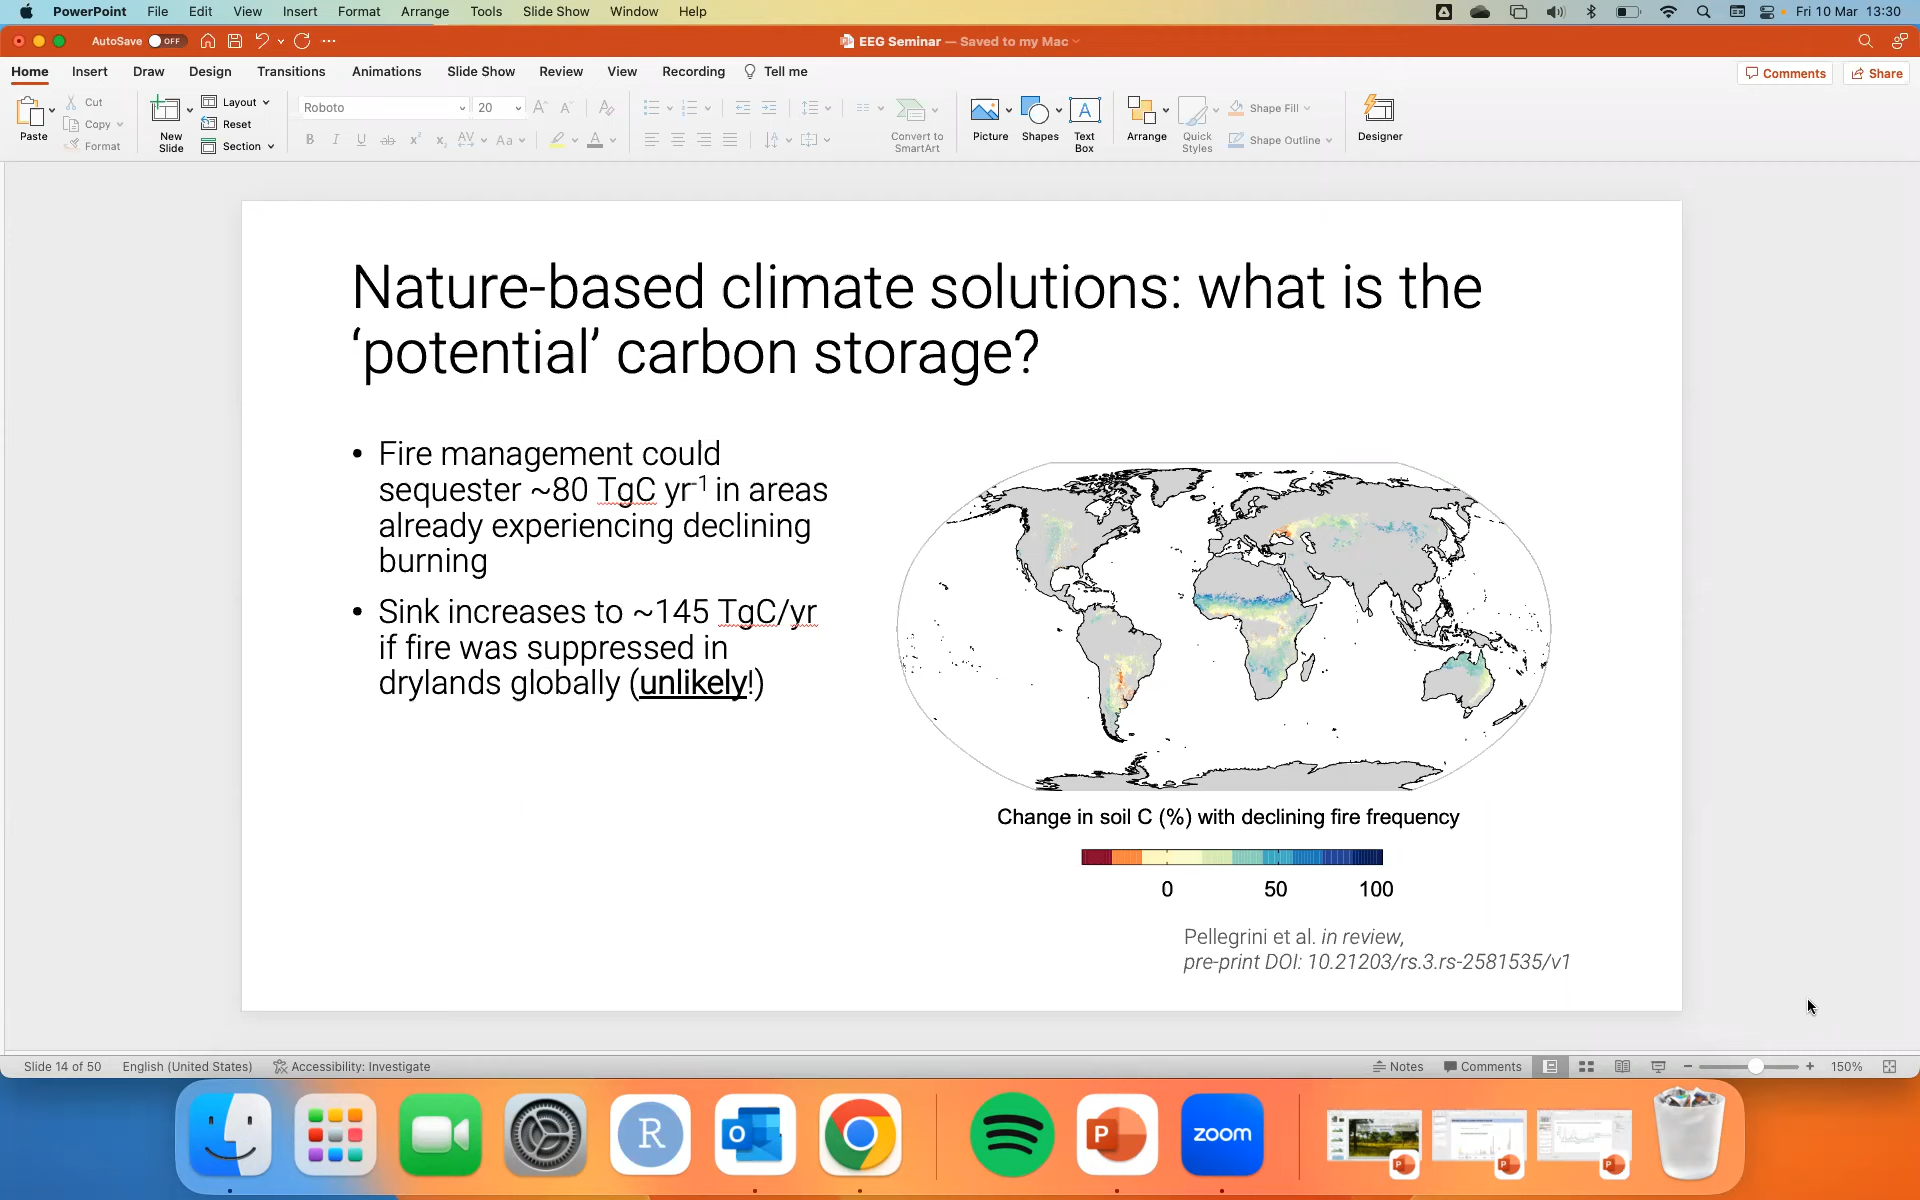 PowerPoint File Edit View Insert Format Arrange Tools Slide Show Window Help Fri 10 Mar 13:30
AutoSave OFF EEG Seminar — Saved to my Mac
Home Insert Draw Design Transitions Animations Slide Show Review View Recording Tell me Comments Share
Paste
Cut
Copy
Format
New Slide
Layout
Reset
Section
Roboto 20
B I U ab x² x₂ AV Aa A
Convert to SmartArt
Picture
Shapes
Text Box
Arrange
Quick Styles
Shape Fill
Shape Outline
Designer
Nature-based climate solutions: what is the
‘potential’ carbon storage?
• Fire management could
sequester ~80 TgC yr⁻¹ in areas
already experiencing declining
burning
• Sink increases to ~145 TgC/yr
if fire was suppressed in
drylands globally (unlikely!)
Change in soil C (%) with declining fire frequency
0 50 100
Pellegrini et al. in review,
pre-print DOI: 10.21203/rs.3.rs-2581535/v1
Slide 14 of 50 English (United States) Accessibility: Investigate Notes Comments 150%
R O P zoom P P P